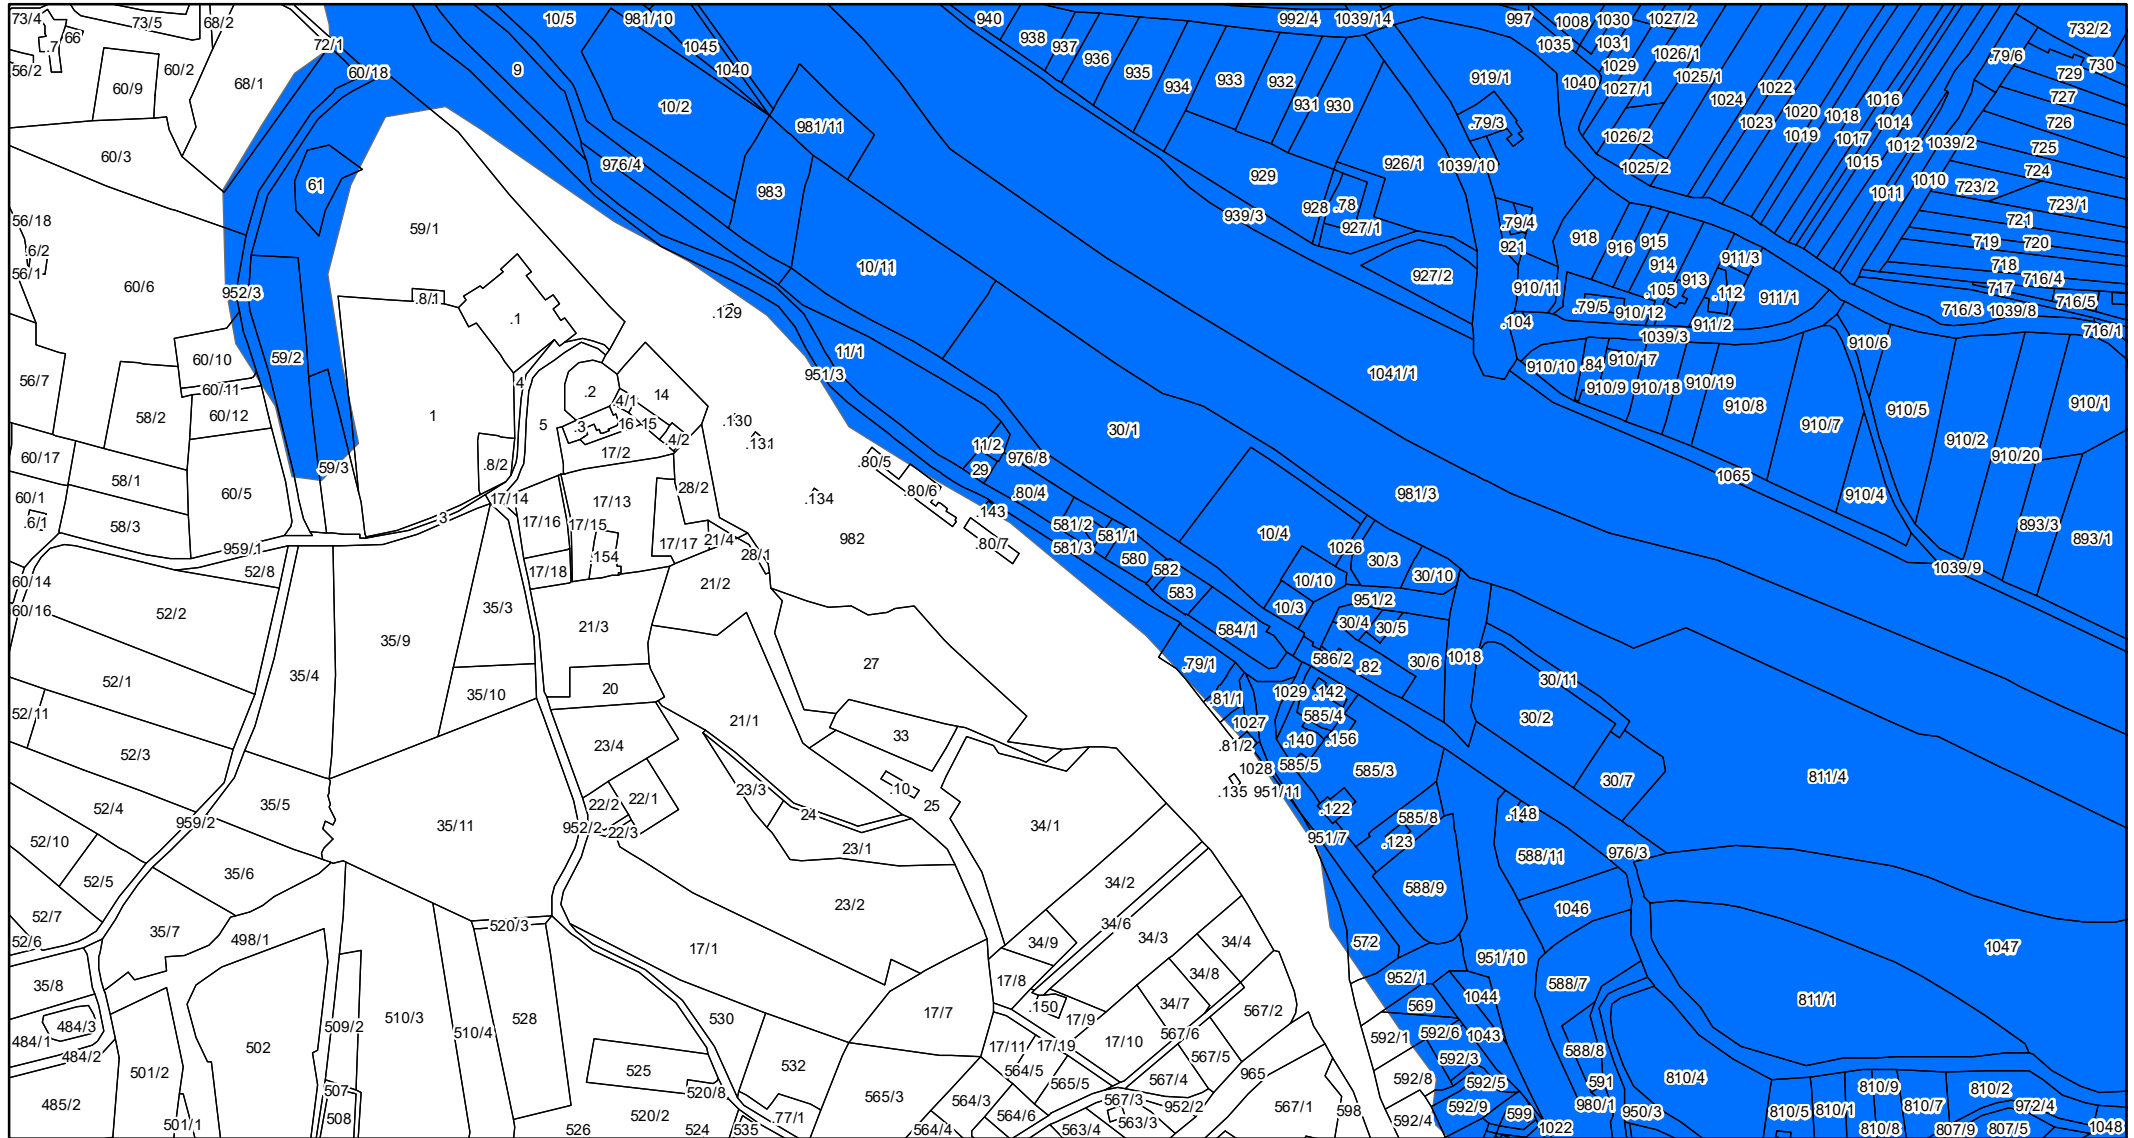 73/4 73/5 68/2 10/5 981/10 940 992/4 1039/14 997 1008 1030 1027/2 732/2
66 .7 72/1 1045 938 937 1035 1031 1026/1 .79/6 730
56/2 60/2 60/18 9 1040 936 935 934 933 932 919/1 1029 1025/1 729
60/9 68/1 10/2 931 930 1040 1027/1 1024 1022 1016 727
981/11 .79/3 1023 1020 1018 1014 726
60/3 976/4 926/1 1039/10 1026/2 1019 1017 1012 1039/2 725
61 983 929 1025/2 1015 1010 724
56/18 59/1 939/3 928 .78 927/1 .79/4 1011 723/2 723/1
.6/2 921 918 916 915 721
56/1 10/11 927/2 914 911/3 719 720
60/6 952/3 .8/1 910/11 .105 913 .112 911/1 718 716/4
.1 .129 .79/5 910/12 717 716/5
.104 911/2 716/3 1039/8
59/2 11/1 1039/3 910/6 716/1
60/10 951/3 910/10 .84 910/17
56/7 60/11 4 .2 14 1041/1 910/9 910/18 910/19
58/2 60/12 1 5 .4/1 910/8 910/5 910/1
.3 16 15 .130 30/1 910/7
60/17 59/3 .8/2 17/2 .4/2 .131 11/2 976/8 910/2 910/20
58/1 .80/5 29 1065
60/1 60/5 17/14 17/13 28/2 .134 .80/6 .80/4 981/3 910/4
.6/1 58/3 3 17/16 17/15 .143 581/2 893/3
959/1 17/17 21/4 982 .80/7 581/3 581/1 10/4 1026 893/1
52/8 17/18 .154 28/1 580 582 30/3 30/10 1039/9
60/14 21/2 583 10/10 951/2
60/16 52/2 35/3 10/3
35/9 21/3 584/1 30/4 30/5
27 .79/1 586/2 .82 30/6 1018
52/1 35/4 35/10 20 .81/1 1029 .142 30/11
52/11 21/1 33 1027 585/4 30/2
52/3 23/4 .81/2 .140 .156
1028 585/5 585/3 30/7 811/4
52/4 35/5 22/2 22/1 23/3 .10 25 .135 951/11
959/2 35/11 952/2 22/3 24 34/1 .122 585/8 .148
52/10 23/1 951/7 .123 588/11 976/3
52/5 35/6 34/2 588/9
52/7 23/2 1046
52/6 35/7 498/1 520/3 17/1 34/9 34/6 34/3 34/4 572 951/10 1047
35/8 17/8 34/8 952/1 588/7
484/3 509/2 510/3 510/4 528 530 17/7 .150 17/9 34/7 567/2 569 1044 811/1
484/1 502 17/11 17/19 17/10 567/6 592/1 592/6 1043
484/2 501/2 525 532 564/5 567/5 592/3 588/8
485/2 507 520/8 565/3 564/3 565/5 567/4 965 592/8 592/5 591 810/4 810/9 810/2
501/1 508 526 520/2 524 535 .77/1 564/6 567/3 952/2 567/1 598 592/9 599 980/1 950/3 810/5 810/1 810/7 972/4
564/4 563/4 563/3 592/4 1022 810/8 807/9 807/5 1048